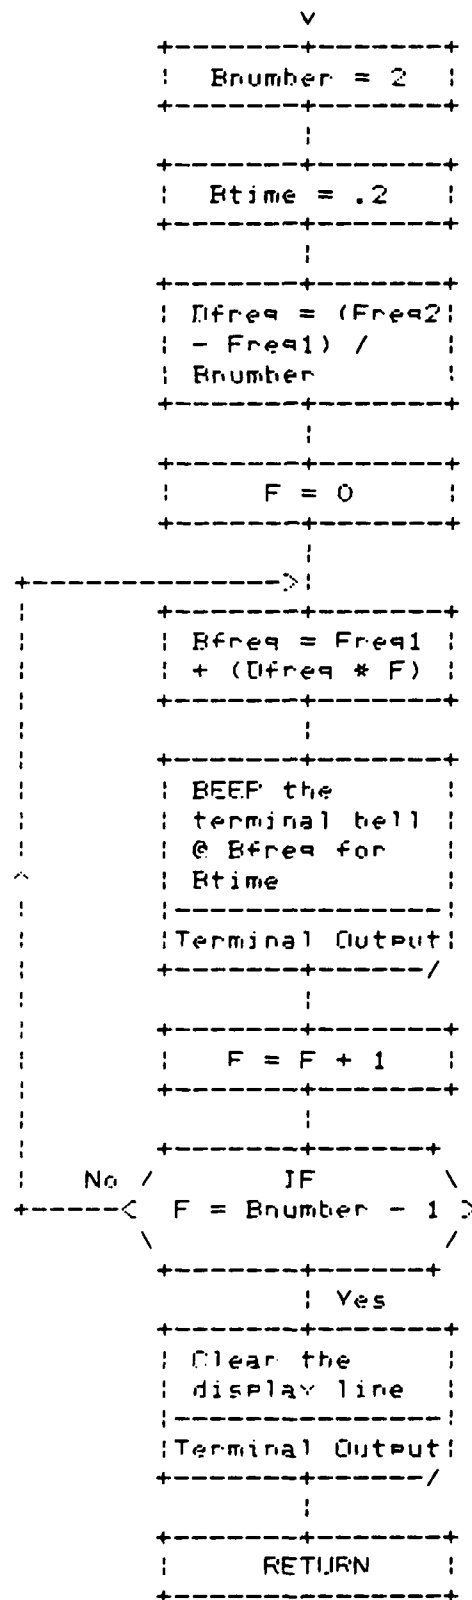 Bnumber = 2
Btime = .2
Dfreq = (Freq2
- Freq1) /
Bnumber
F = 0
Bfreq = Freq1
+ (Dfreq * F)
BEEP the
terminal bell
@ Bfreq for
Btime
Terminal Output
F = F + 1
No
IF
F = Bnumber - 1
Yes
Clear the
display line
Terminal Output
RETURN